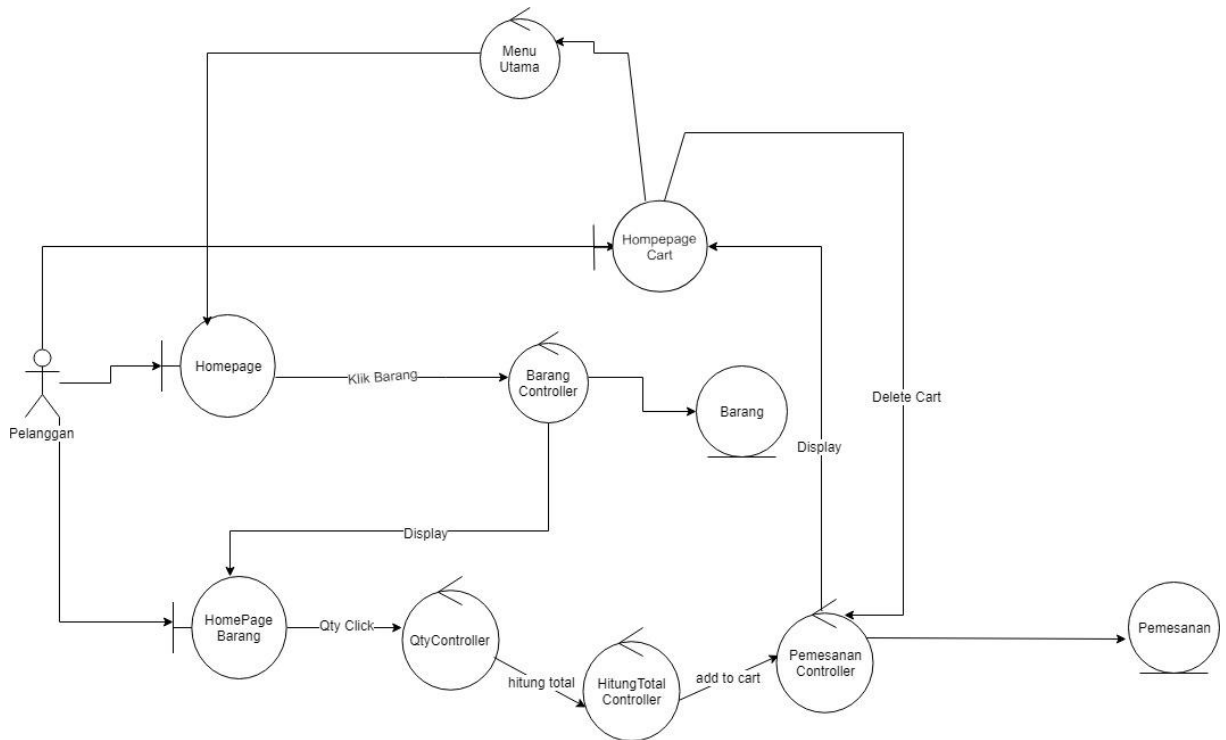 Menu
Utama
Hompepage
Cart
Homepage
Klik Barang
Barang
Controller
Barang
Delete Cart
Pelanggan
Display
Display
HomePage
Barang
Qty Click
QtyController
hitung total
HitungTotal
Controller
add to cart
Pemesanan
Controller
Pemesanan